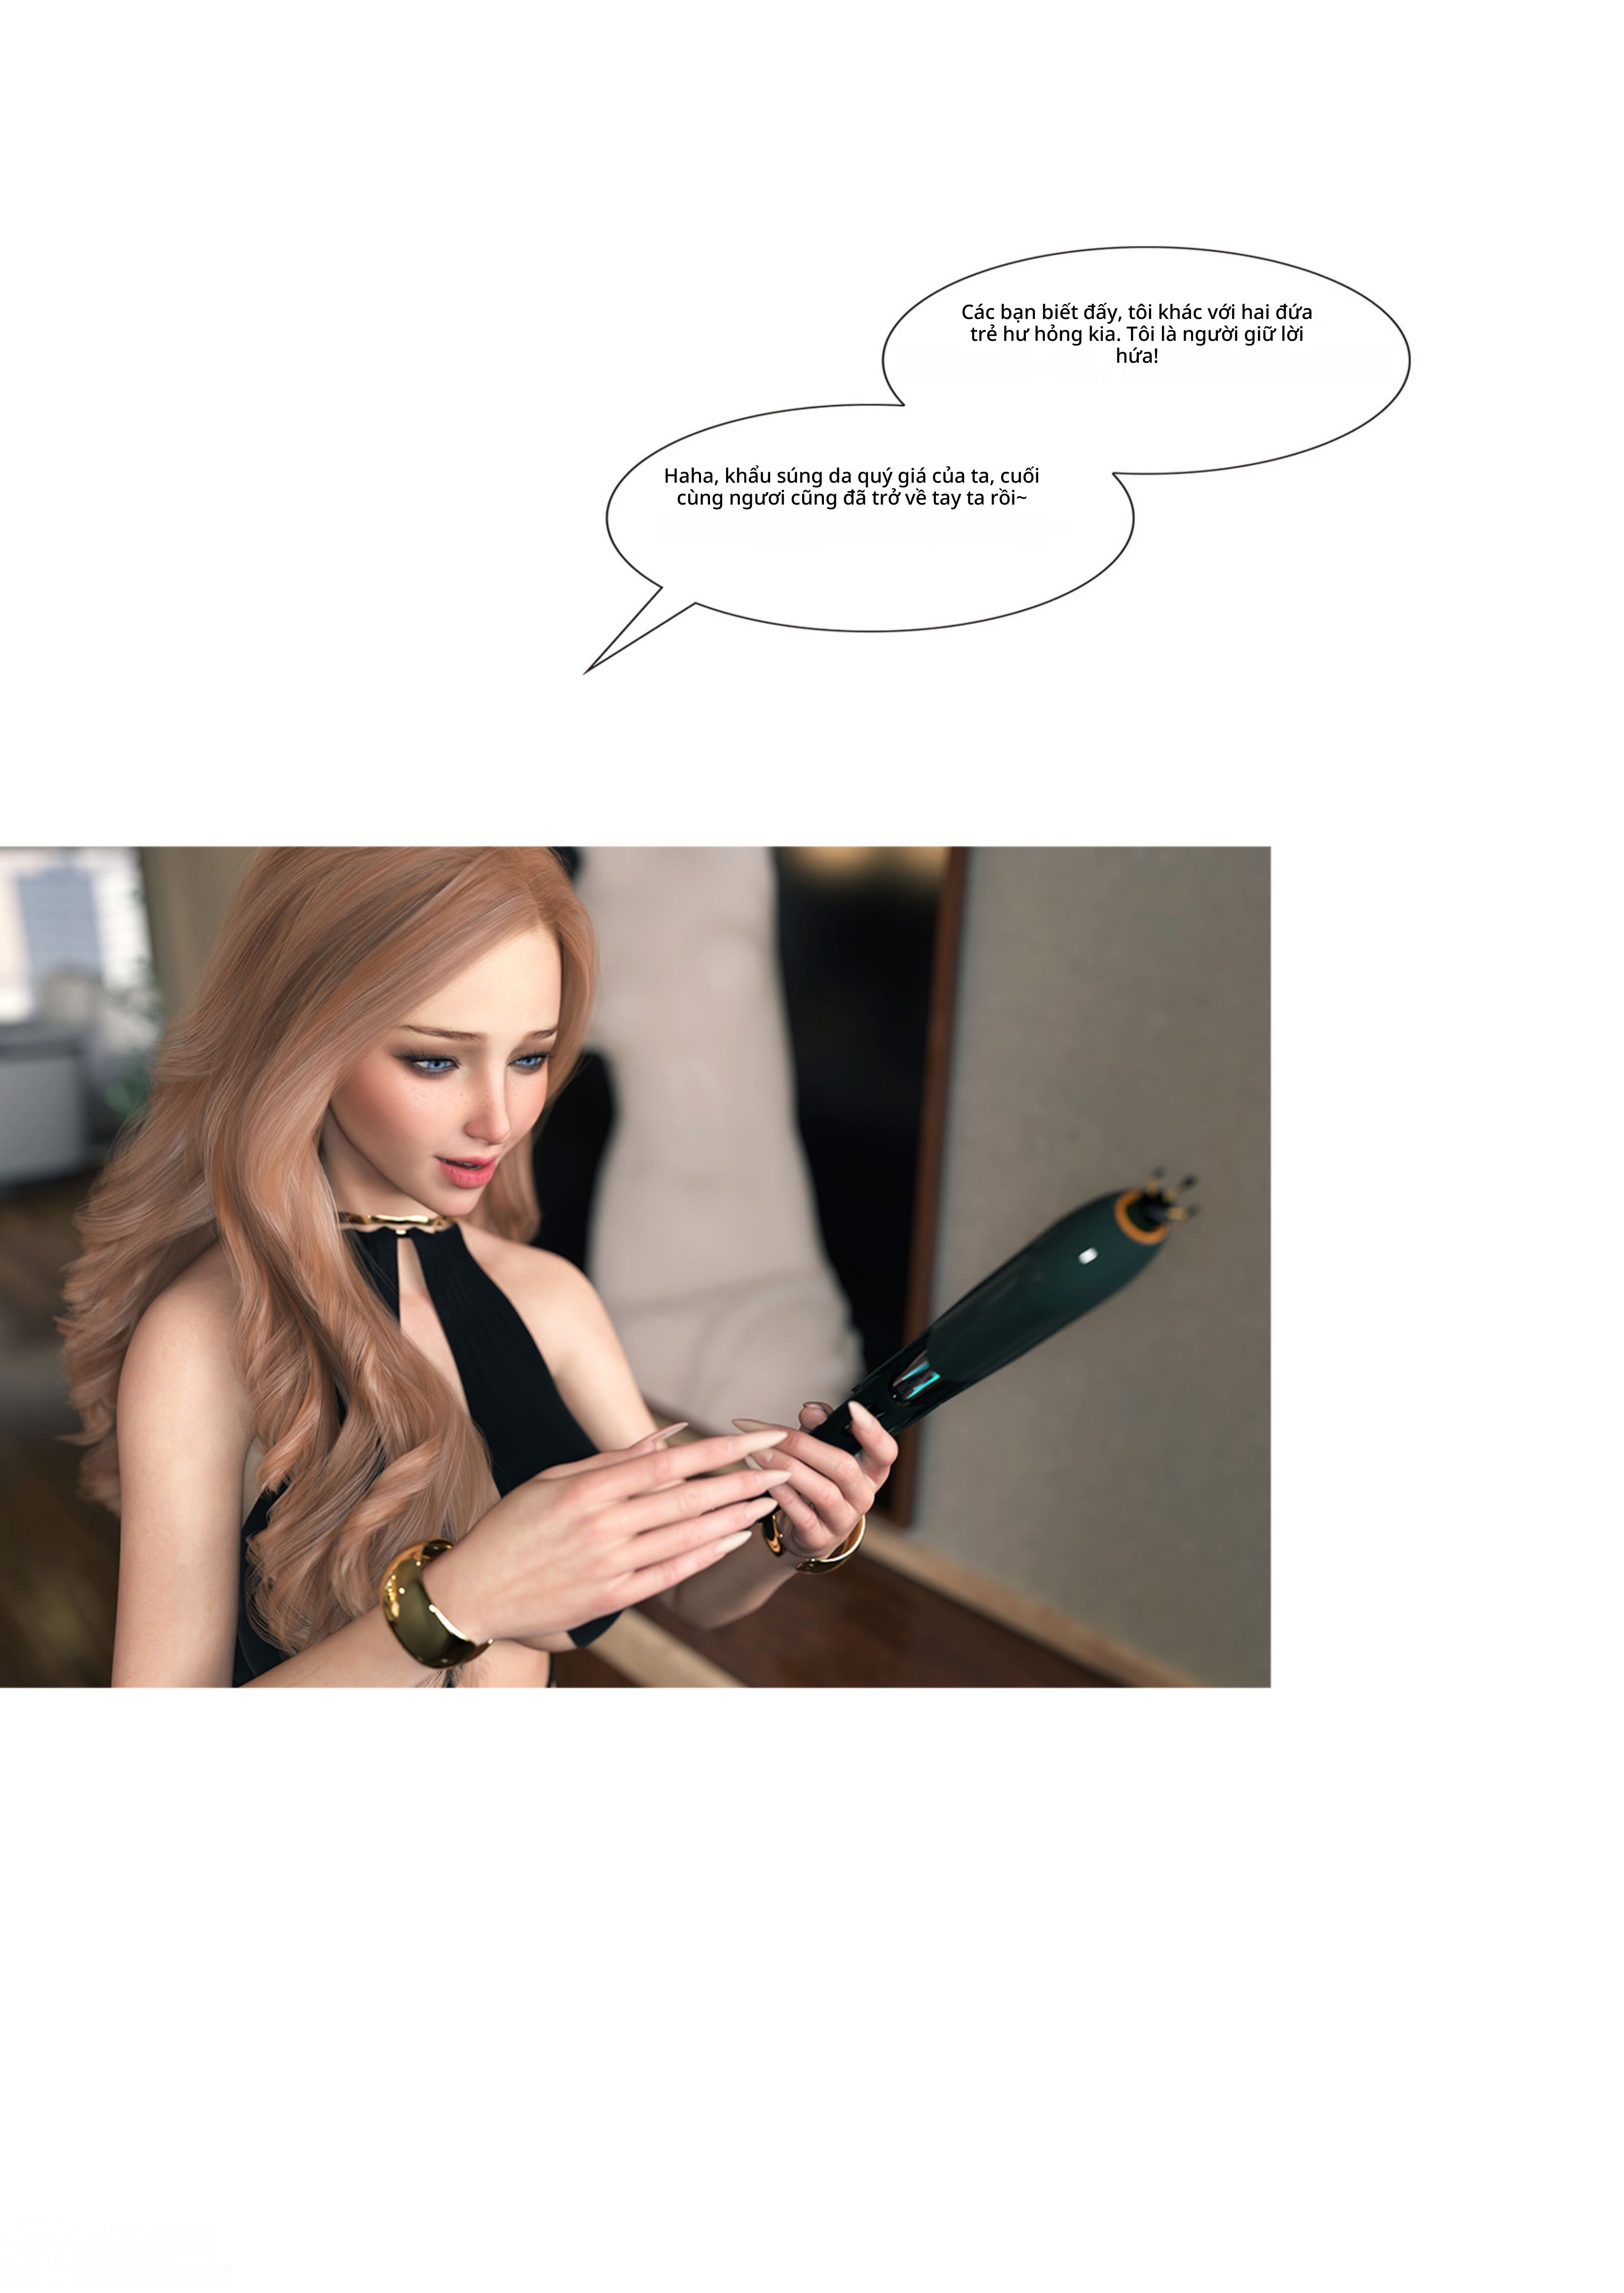 Các bạn biết đấy, tôi khác với hai đứa
trẻ hư hỏng kia. Tôi là người giữ lời
hứa!
Haha, khẩu súng da quý giá của ta, cuối
cùng ngươi cũng đã trở về tay ta rồi~